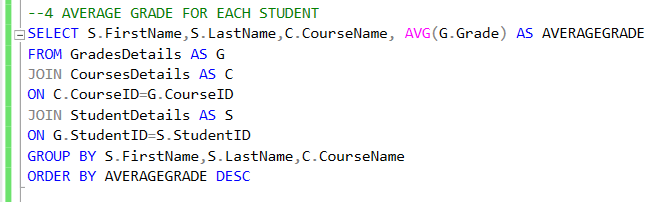 --4 AVERAGE GRADE FOR EACH STUDENT
SELECT S.FirstName,S.LastName,C.CourseName, AVG(G.Grade) AS AVERAGEGRADE
FROM GradesDetails AS G
JOIN CoursesDetails AS C
ON C.CourseID=G.CourseID
JOIN StudentDetails AS S
ON G.StudentID=S.StudentID
GROUP BY S.FirstName,S.LastName,C.CourseName
ORDER BY AVERAGEGRADE DESC